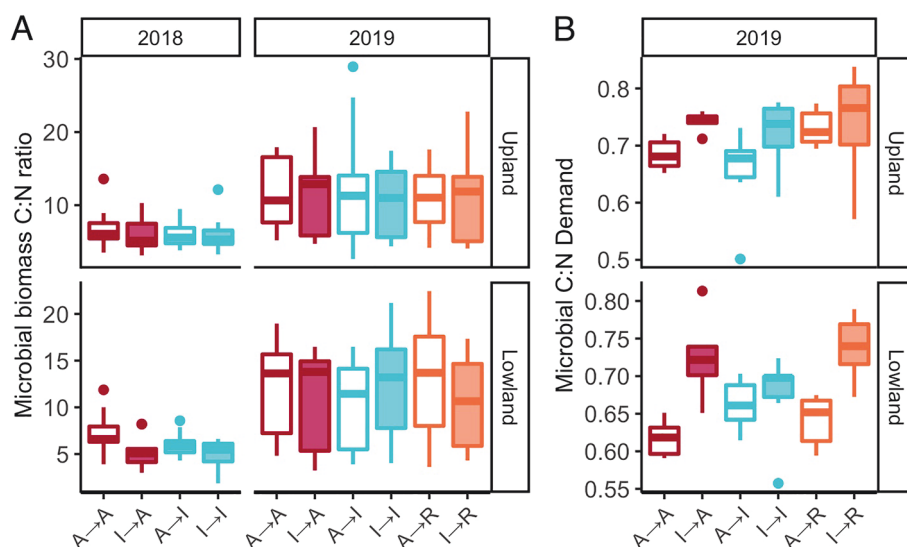 A
2018
2019
Microbial biomass C:N ratio
30
20
10
Upland
20
15
10
5
Lowland
A→A
I→A
A→I
I→I
A→A
I→A
A→I
I→I
A→R
I→R
B
2019
Microbial C:N Demand
0.8
0.7
0.6
0.5
Upland
0.80
0.75
0.70
0.65
0.60
0.55
Lowland
A→A
I→A
A→I
I→I
A→R
I→R